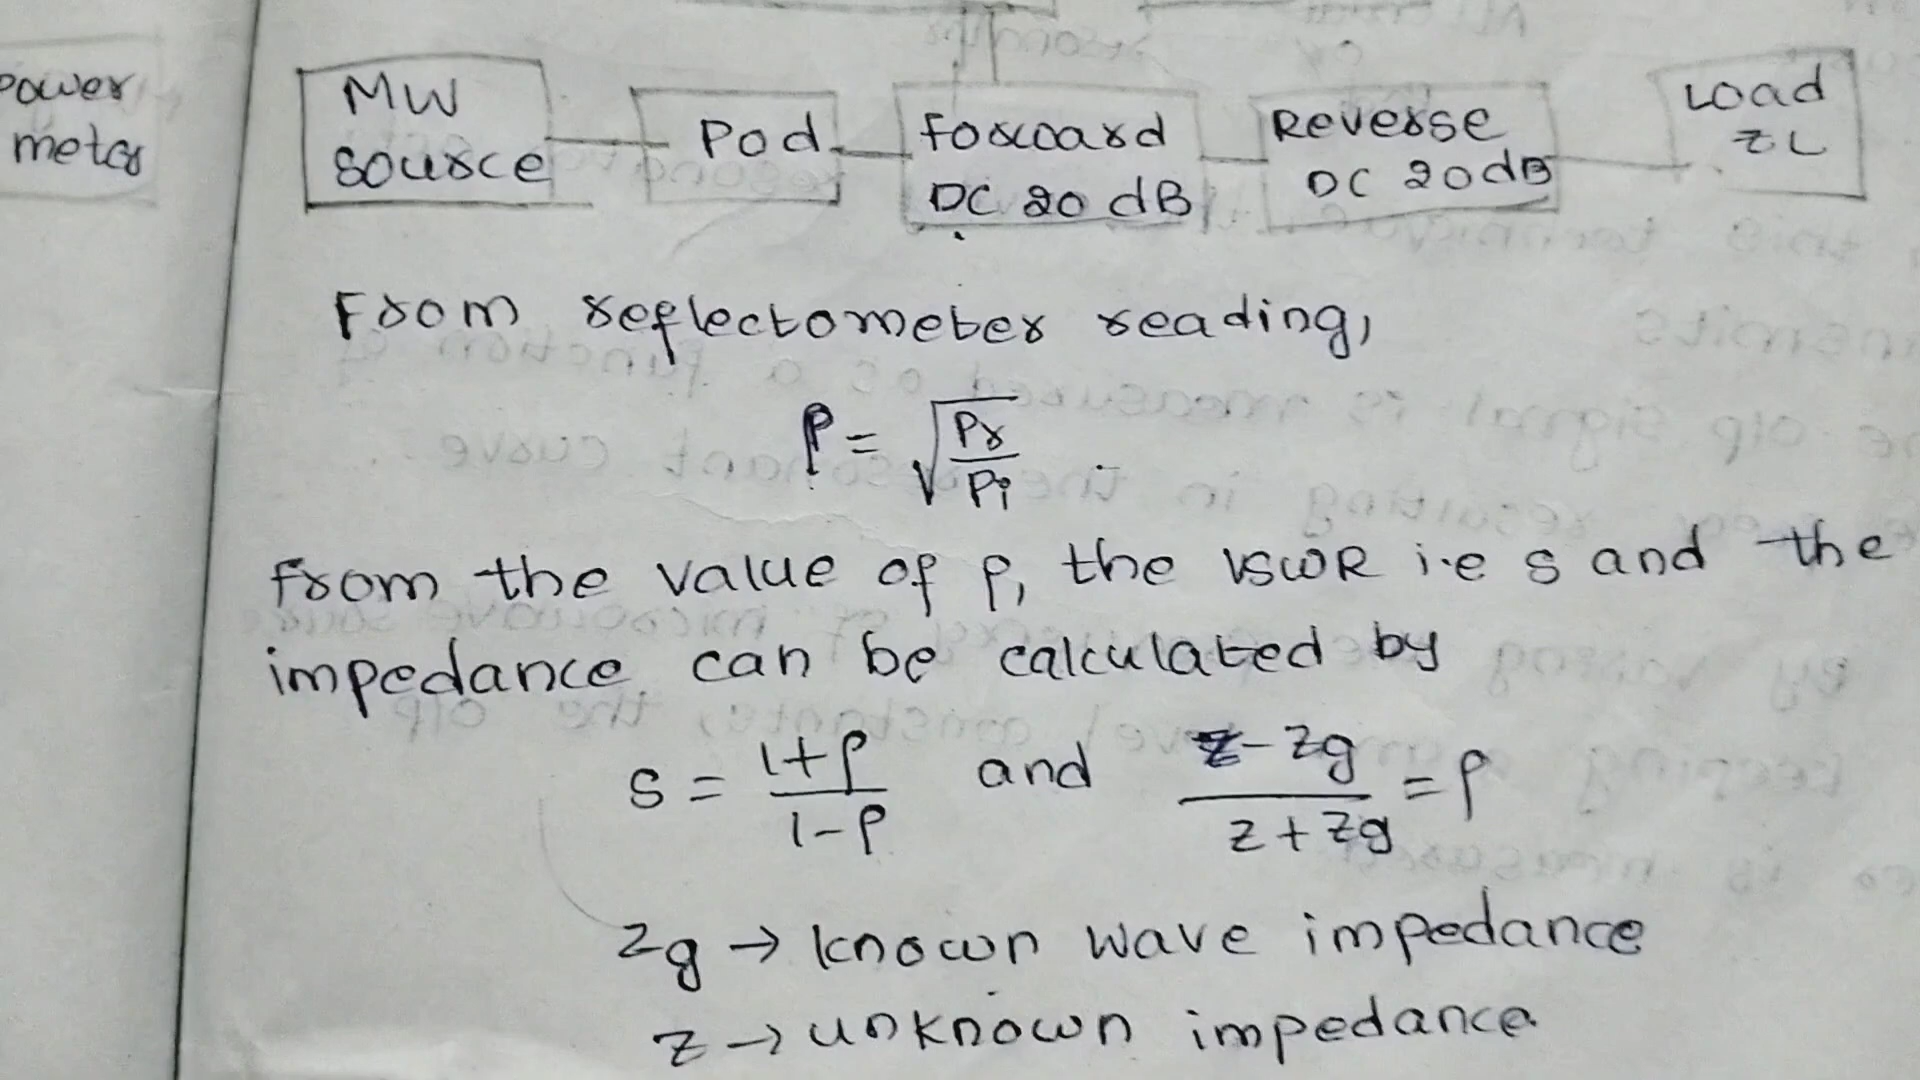 Power
meter
MW
source
Pad
Forward
DC 20 dB
Reverse
DC 20dB
Load
ZL
From reflectometer reading,
ρ = √(Pr/Pi)
from the value of ρ, the VSWR i.e s and the
impedance can be calculated by
s = (1+ρ)/(1-ρ) and (z-zg)/(z+zg) = ρ
zg → known wave impedance
z → unknown impedance